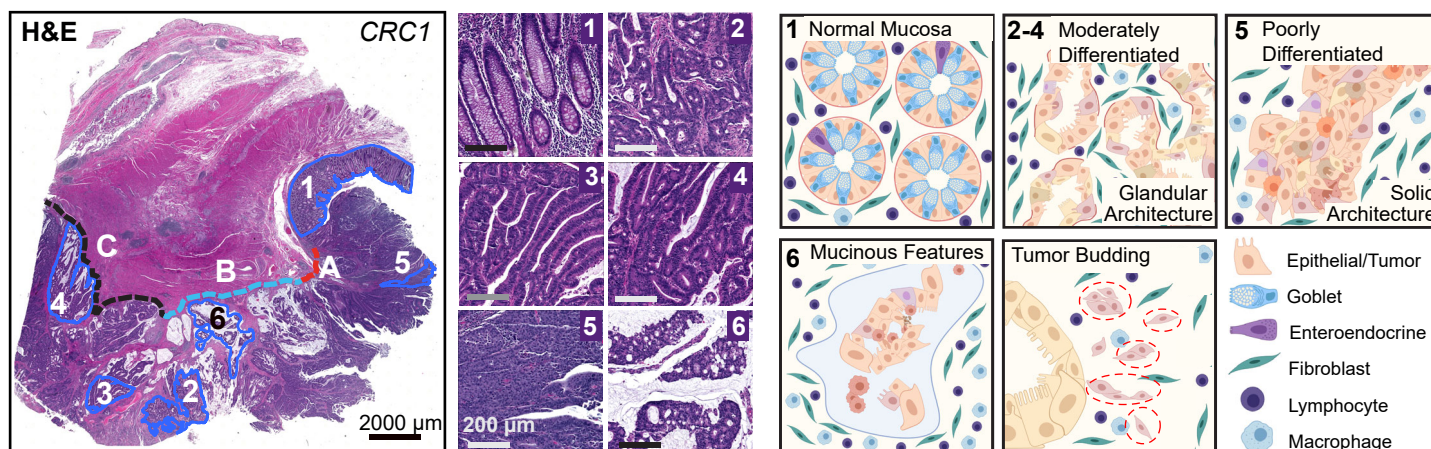 H&E
CRC1
1
A
B
C
5
4
6
3
2
2000 µm
1
2
3
4
5
200 µm
6
1 Normal Mucosa
2-4 Moderately
Differentiated
Glandular
Architecture
5 Poorly
Differentiated
Solid
Architecture
6 Mucinous Features
Tumor Budding
Epithelial/Tumor
Goblet
Enteroendocrine
Fibroblast
Lymphocyte
Macrophage